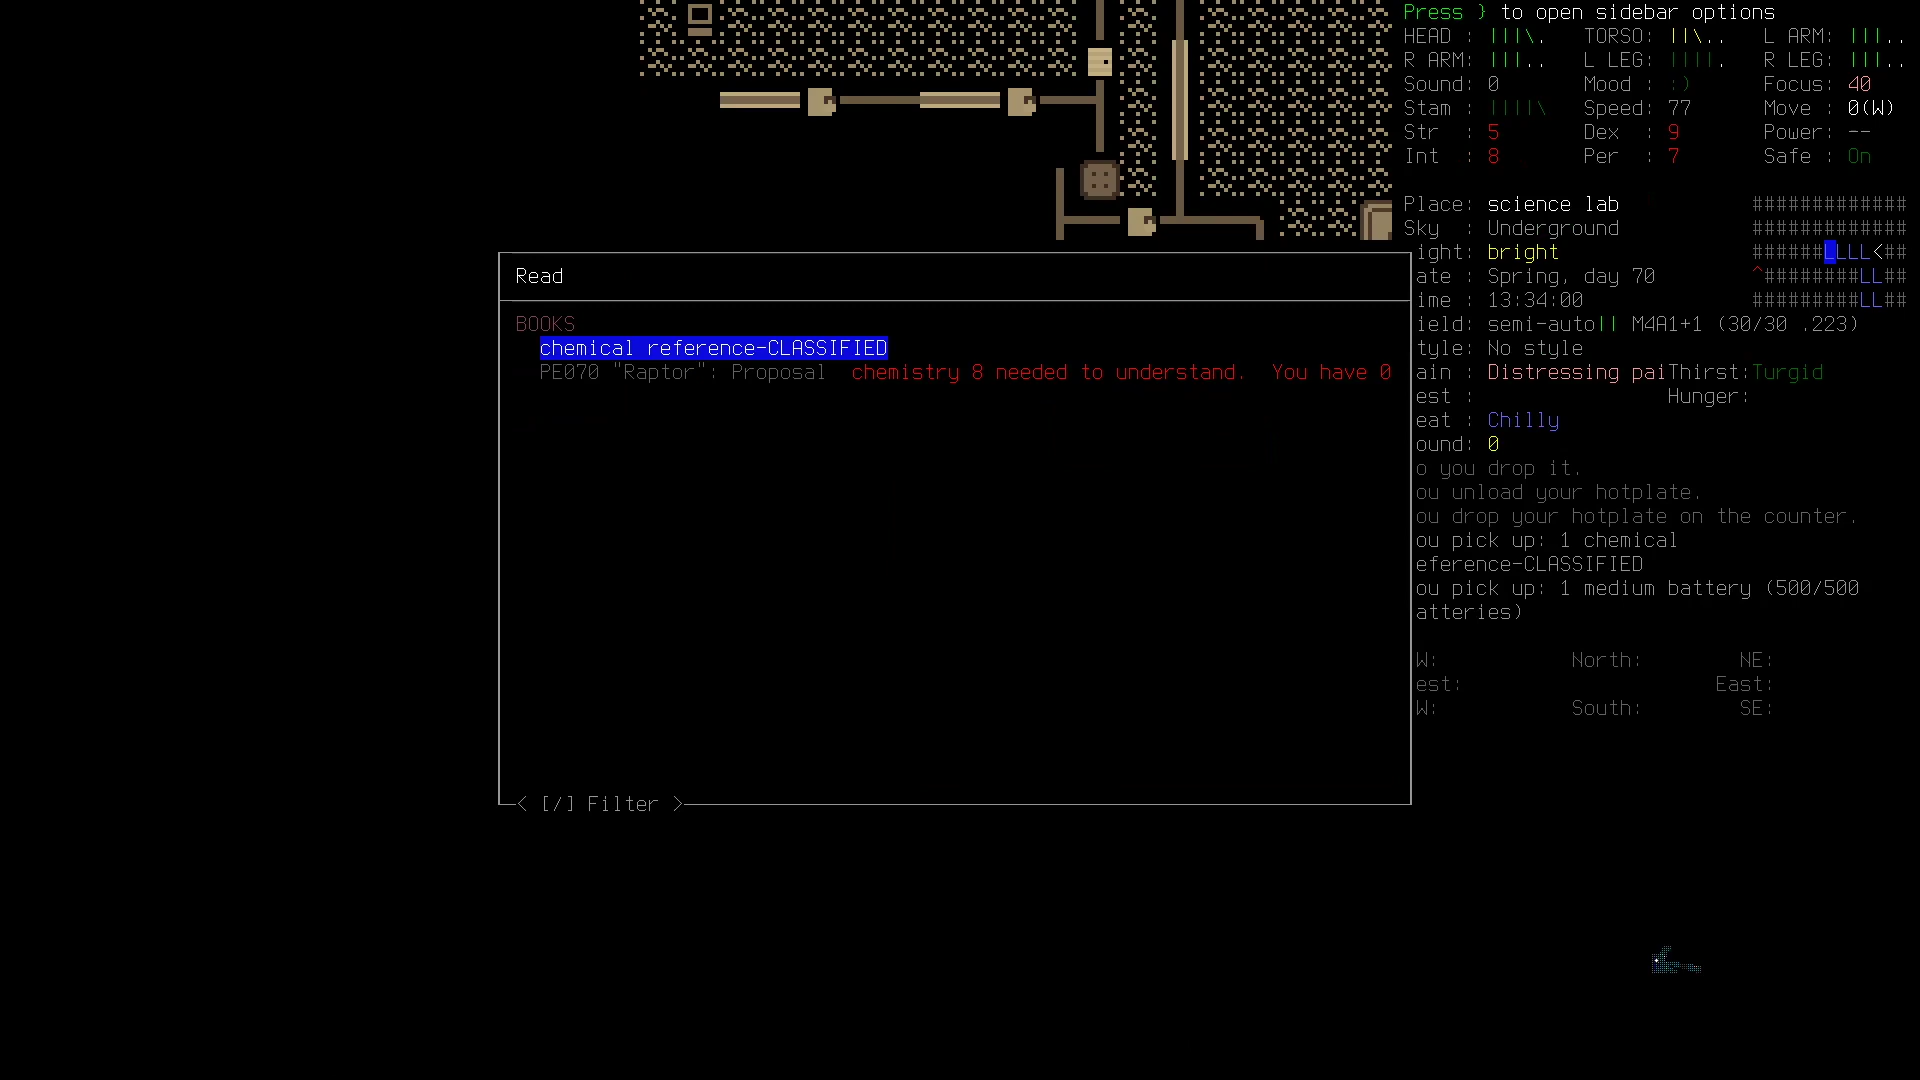 Press } to open sidebar options
HEAD : |||\. TORSO: ||\.. L ARM: |||..
R ARM: |||.. L LEG: ||||. R LEG: |||..
Sound: 0 Mood : :) Focus: 40
Stam : ||||\ Speed: 77 Move : 0(W)
Str : 5 Dex : 9 Power: --
Int : 8 Per : 7 Safe : On
Place: science lab #############
Sky : Underground #############
ight: bright ######LLLL<##
ate : Spring, day 70 ^########LL##
ime : 13:34:00 #########LL##
ield: semi-auto|| M4A1+1 (30/30 .223)
tyle: No style
ain : Distressing paiThirst:Turgid
est : Hunger:
eat : Chilly
ound: 0
o you drop it.
ou unload your hotplate.
ou drop your hotplate on the counter.
ou pick up: 1 chemical
eference-CLASSIFIED
ou pick up: 1 medium battery (500/500
atteries)
W: North: NE:
est: East:
W: South: SE:
Read
BOOKS
chemical reference-CLASSIFIED
PE070 "Raptor": Proposal chemistry 8 needed to understand. You have 0
< [/] Filter >